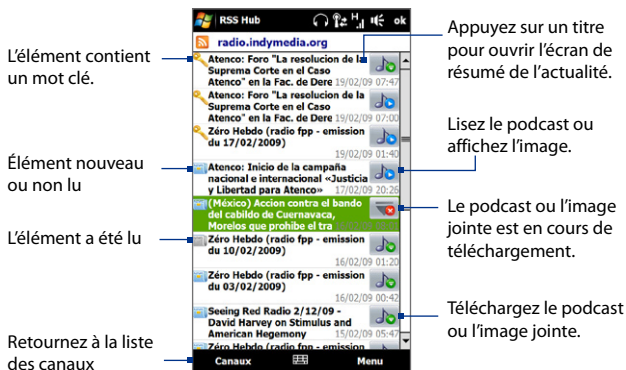 RSS Hub
ok
radio.indymedia.org
Atenco: Foro "La resolucion de la
Suprema Corte en el Caso
Atenco" en la Fac. de Dere 19/02/09 07:47
Atenco: Foro "La resolucion de la
Suprema Corte en el Caso
Atenco" en la Fac. de Dere 19/02/09 07:00
Zéro Hebdo (radio fpp - emission
du 17/02/2009)
19/02/09 01:40
Atenco: Inicio de la campaña
nacional e internacional «Justicia
y Libertad para Atenco» 17/02/09 20:26
(México) Accion contra el bando
del cabildo de Cuernavaca,
Morelos que prohibe el tra
Zéro Hebdo (radio fpp - emission
du 10/02/2009)
16/02/09 01:20
Zéro Hebdo (radio fpp - emission
du 03/02/2009)
16/02/09 00:42
Seeing Red Radio 2/12/09 -
David Harvey on Stimulus and
American Hegemony 15/02/09 05:47
Zéro Hebdo (radio fpp - emission
Canaux
Menu
L'élément contient
un mot clé.
Élément nouveau
ou non lu
L'élément a été lu
Retournez à la liste
des canaux
Appuyez sur un titre
pour ouvrir l'écran de
résumé de l'actualité.
Lisez le podcast ou
affichez l'image.
Le podcast ou l'image
jointe est en cours de
téléchargement.
Téléchargez le podcast
ou l'image jointe.